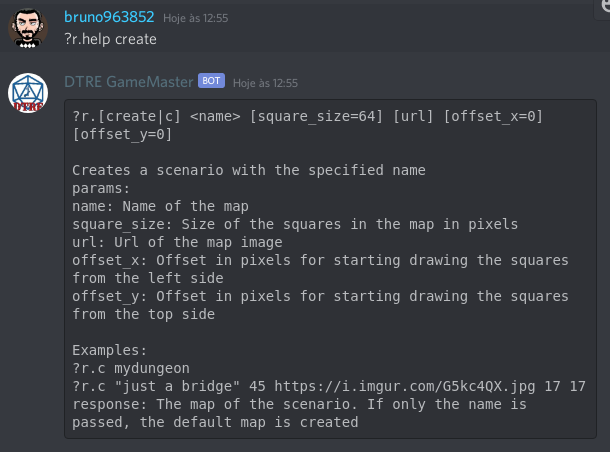 bruno963852 Hoje às 12:55
?r.help create
DTRE GameMaster BOT Hoje às 12:55
DTRE
?r.[create|c] <name> [square_size=64] [url] [offset_x=0]
[offset_y=0]
Creates a scenario with the specified name
params:
name: Name of the map
square_size: Size of the squares in the map in pixels
url: Url of the map image
offset_x: Offset in pixels for starting drawing the squares
from the left side
offset_y: Offset in pixels for starting drawing the squares
from the top side
Examples:
?r.c mydungeon
?r.c "just a bridge" 45 https://i.imgur.com/G5kc4QX.jpg 17 17
response: The map of the scenario. If only the name is
passed, the default map is created